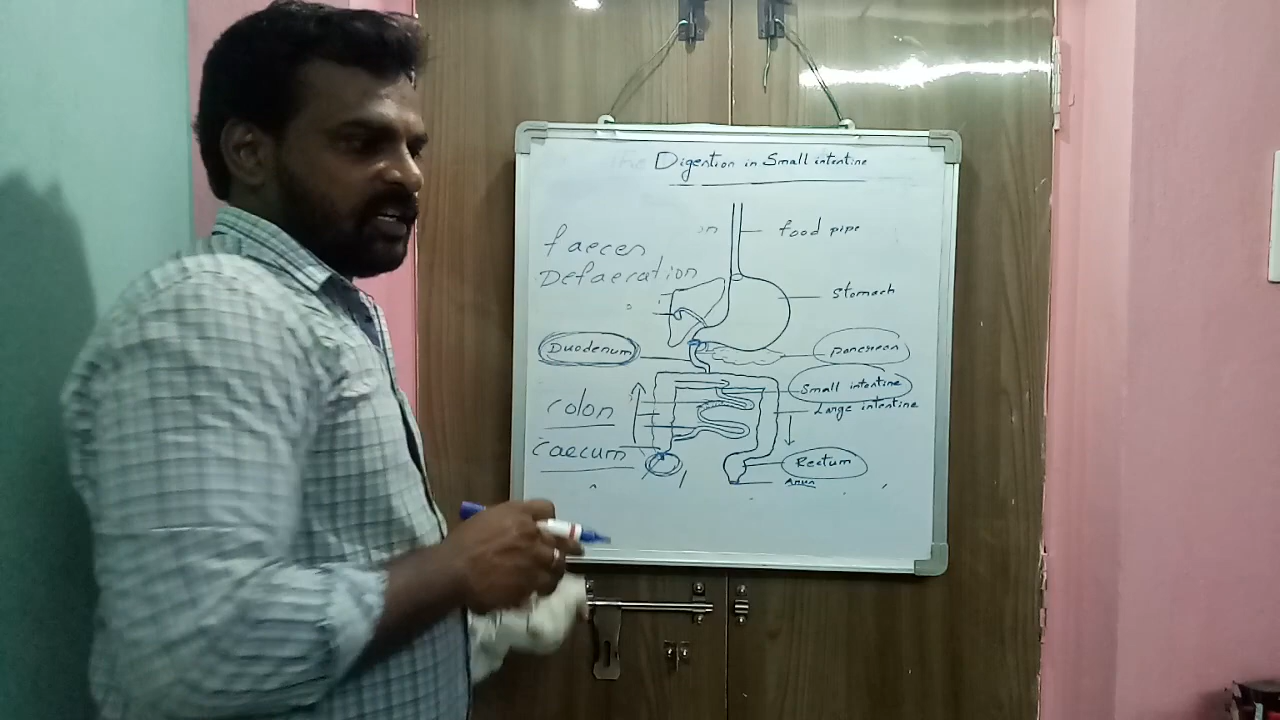 Digestion in Small intestine
food pipe
faeces
Defaecation
Stomach
Duodenum
pancreas
Small intestine
colon
Large intestine
caecum
Rectum
Anus